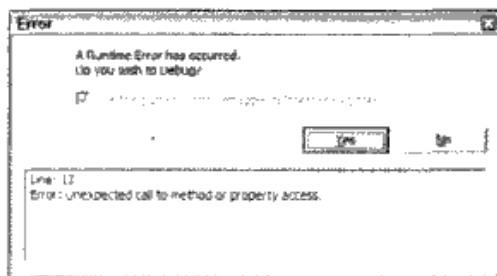 Error
A Runtime Error has occurred.
Do you wish to Debug?
Yes No
Line: 12
Error: Unexpected call to method or property access.